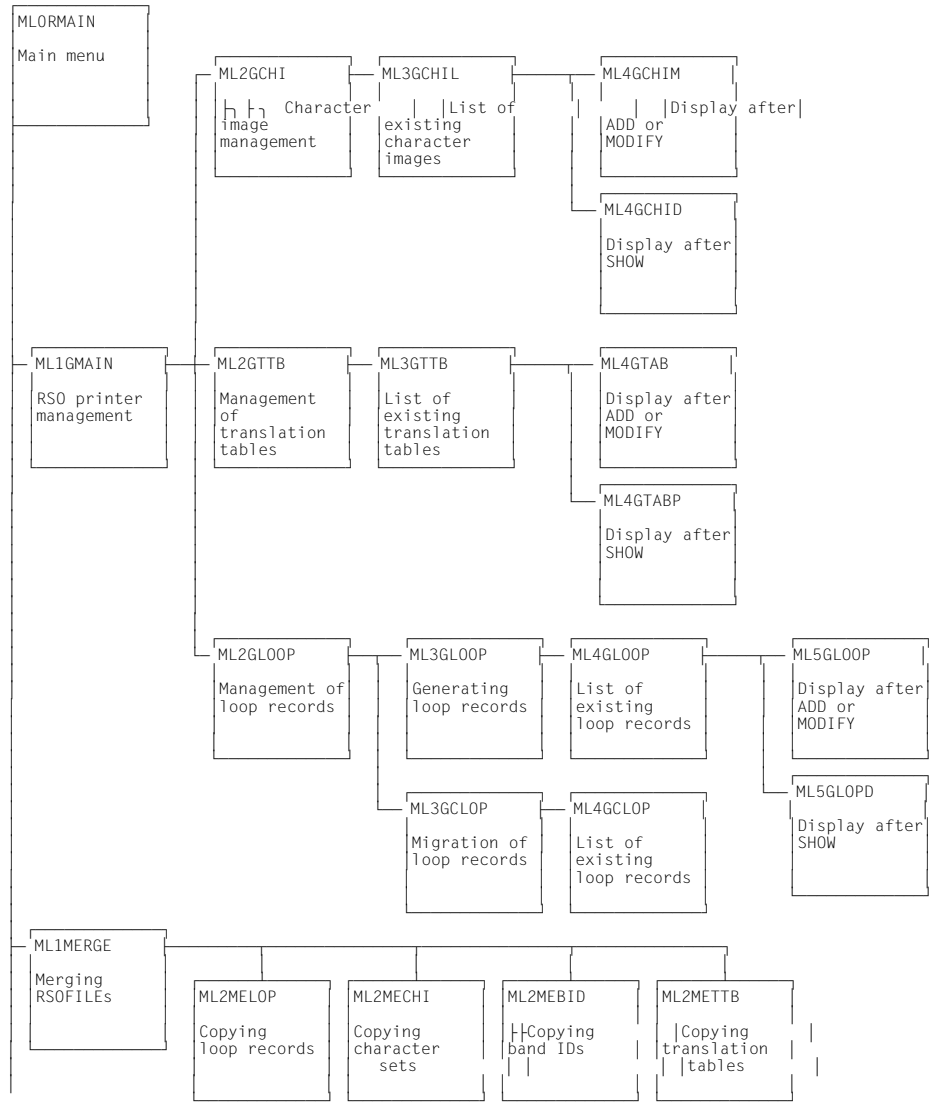 MLORMAIN
Main menu
ML2GCHI
Character
image
management
ML3GCHIL
List of
existing
character
images
ML4GCHIM
Display after
ADD or
MODIFY
ML4GCHID
Display after
SHOW
ML1GMAIN
RSO printer
management
ML2GTTB
Management
of
translation
tables
ML3GTTB
List of
existing
translation
tables
ML4GTAB
Display after
ADD or
MODIFY
ML4GTABP
Display after
SHOW
ML2GLOOP
Management of
loop records
ML3GLOOP
Generating
loop records
ML4GLOOP
List of
existing
loop records
ML5GLOOP
Display after
ADD or
MODIFY
ML5GLOPD
Display after
SHOW
ML3GCLOP
Migration of
loop records
ML4GCLOP
List of
existing
loop records
ML1MERGE
Merging
RSOFILEs
ML2MELOP
Copying
loop records
ML2MECHI
Copying
character
sets
ML2MEBID
Copying
band IDs
ML2METTB
Copying
translation
tables